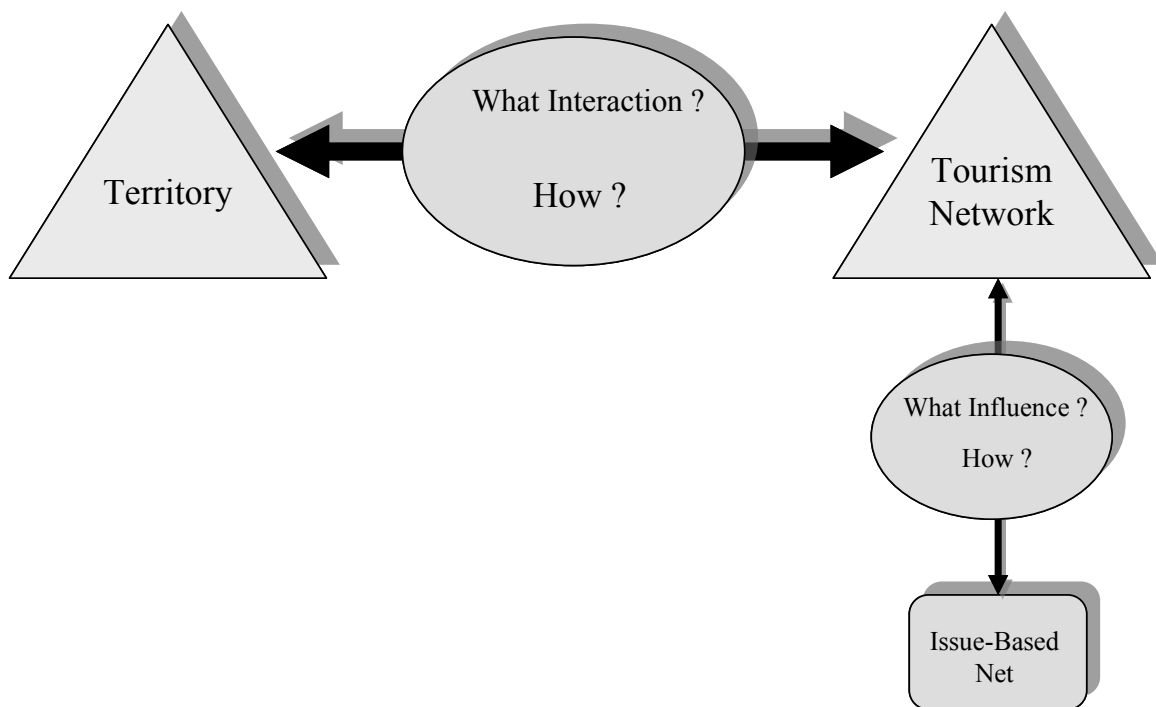 What Interaction ?
How ?
Territory
Tourism
Network
What Influence ?
How ?
Issue-Based
Net